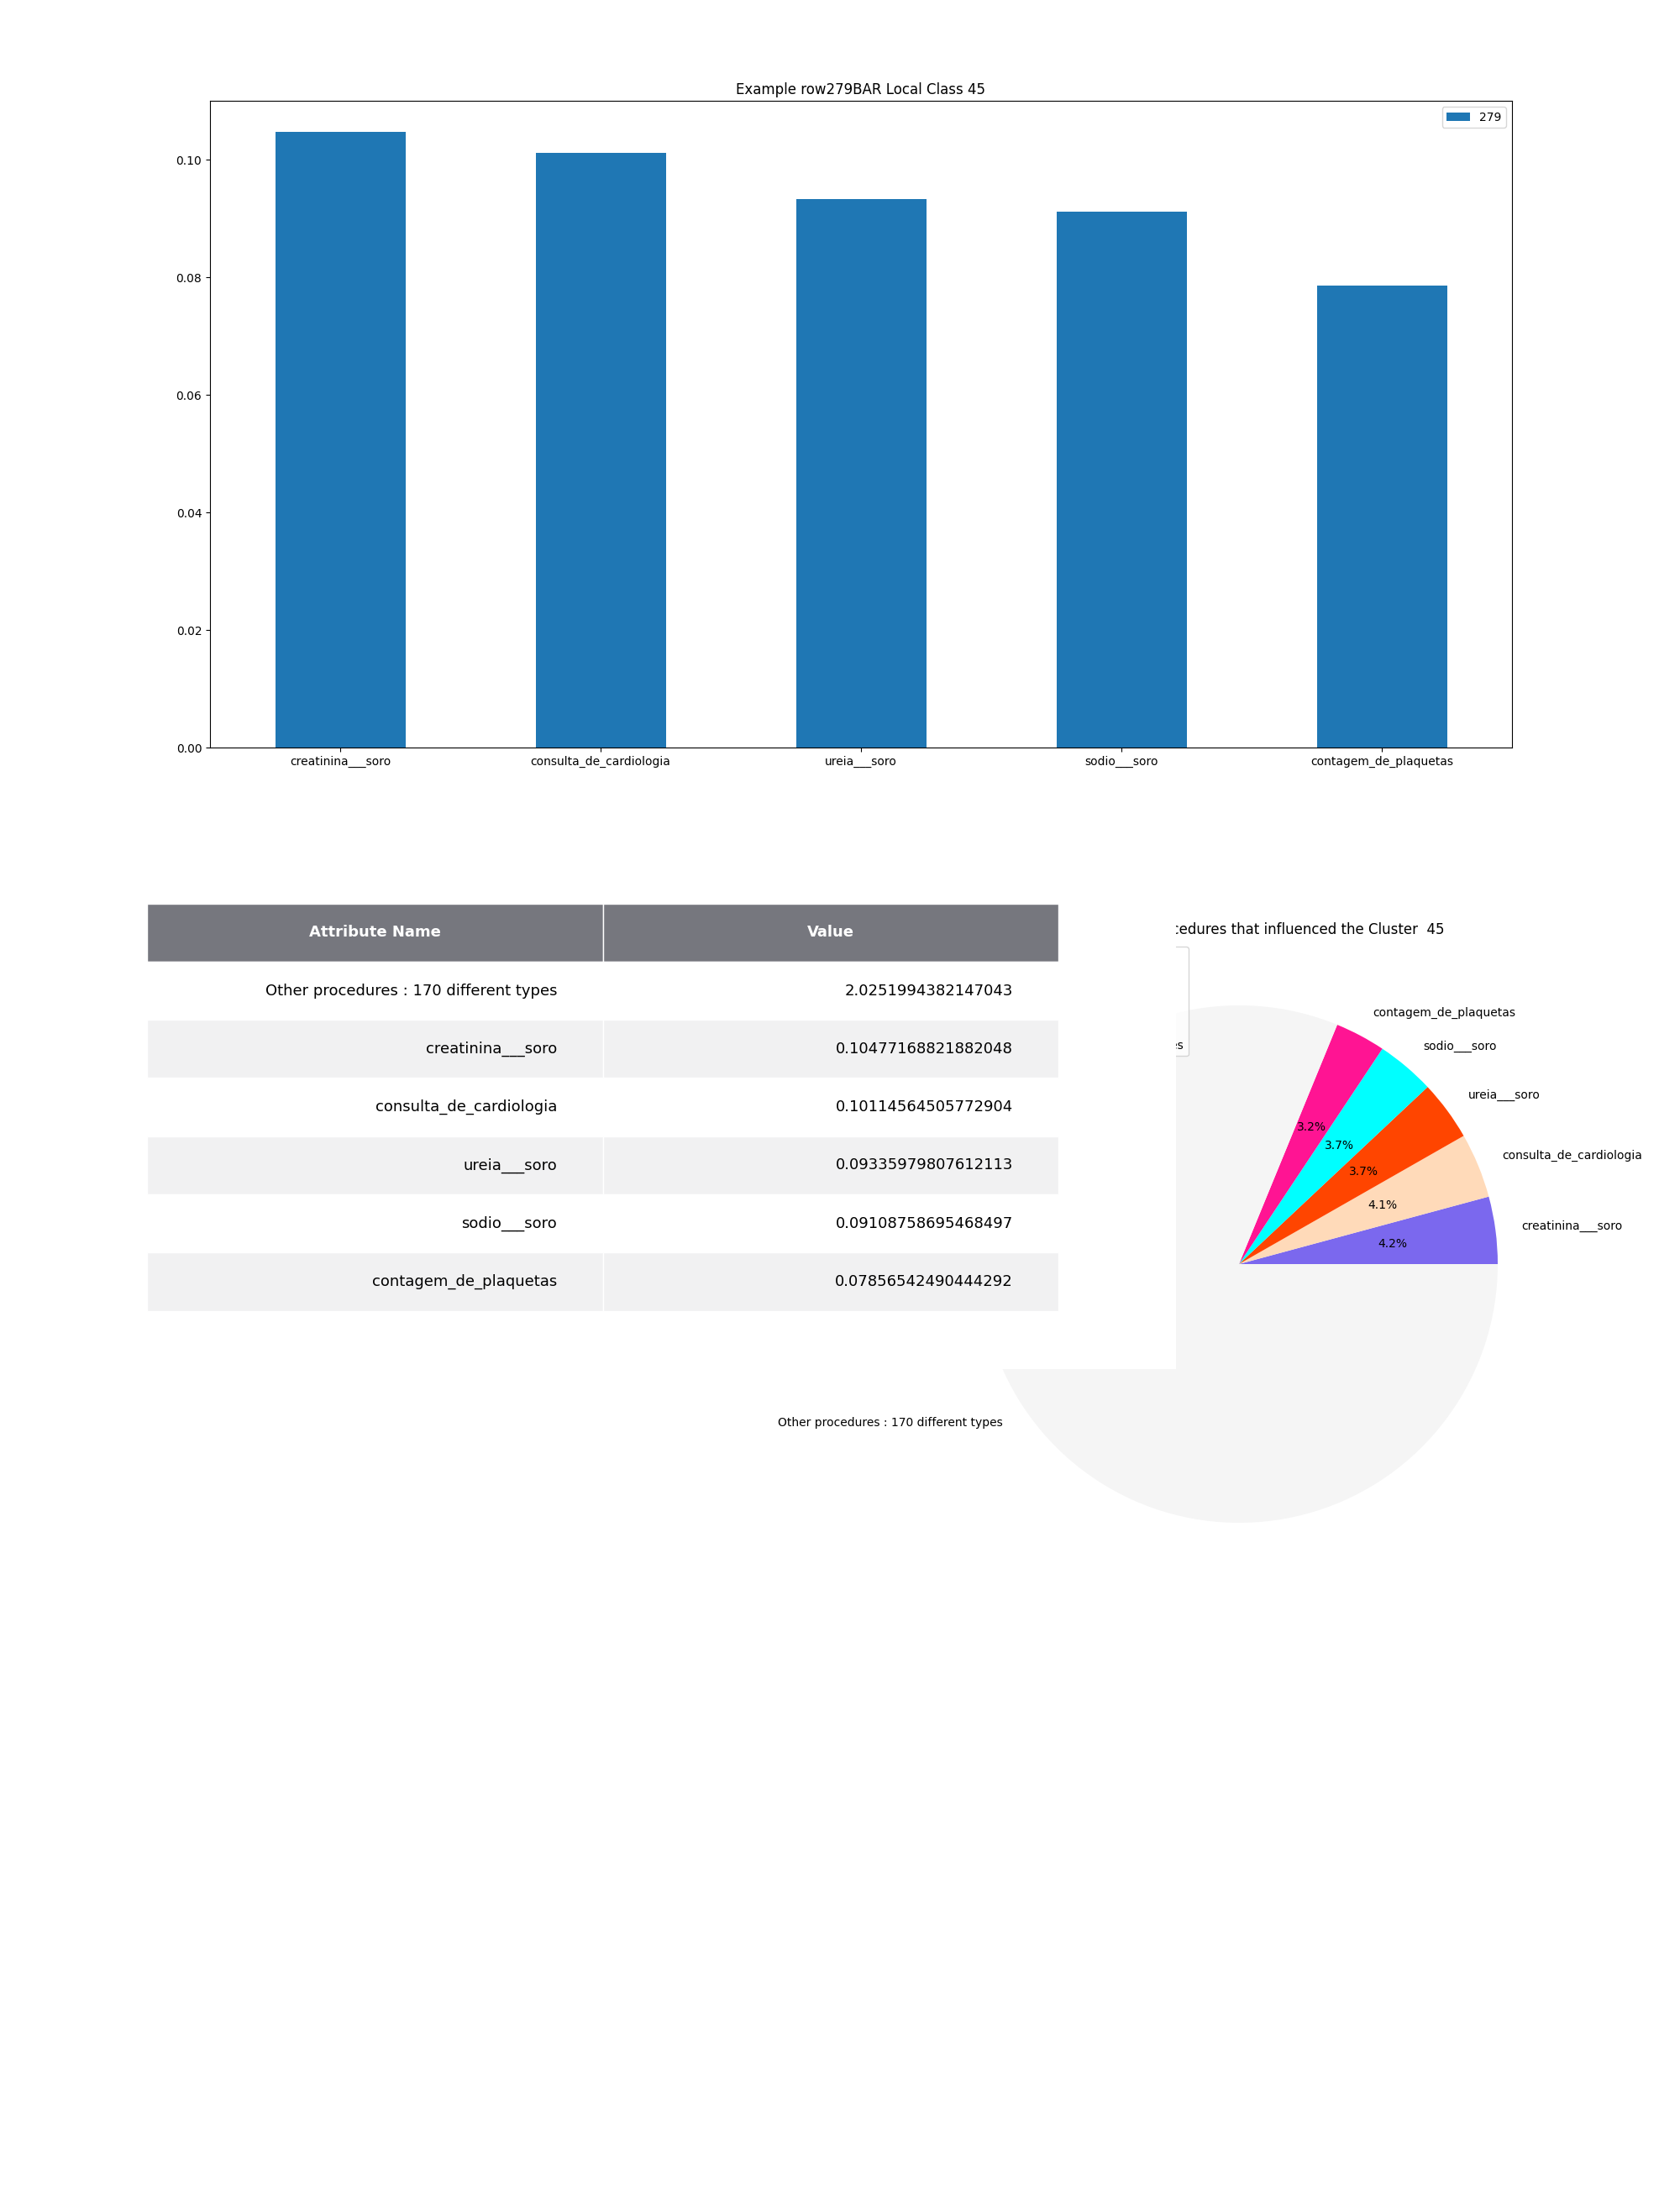 Example row279BAR Local Class 45
279
0.10
0.08
0.06
0.04
0.02
0.00
creatinina___soro consulta_de_cardiologia ureia___soro sodio___soro contagem_de_plaquetas
Attribute Name Value
Other procedures : 170 different types 2.0251994382147043
creatinina___soro 0.10477168821882048
consulta_de_cardiologia 0.10114564505772904
ureia___soro 0.09335979807612113
sodio___soro 0.09108758695468497
contagem_de_plaquetas 0.07856542490444292
cedures that influenced the Cluster 45
es
contagem_de_plaquetas
sodio___soro
ureia___soro
consulta_de_cardiologia
creatinina___soro
3.2%
3.7%
3.7%
4.1%
4.2%
Other procedures : 170 different types